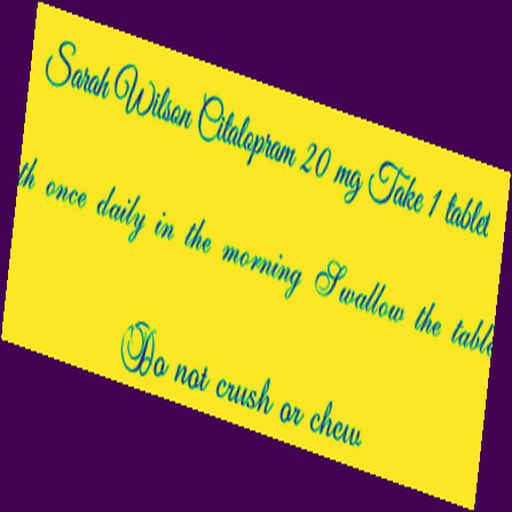 Sarah Wilson Citalopram 20 mg Take 1 tablet
once daily in the morning Swallow the
Do not crush or chew